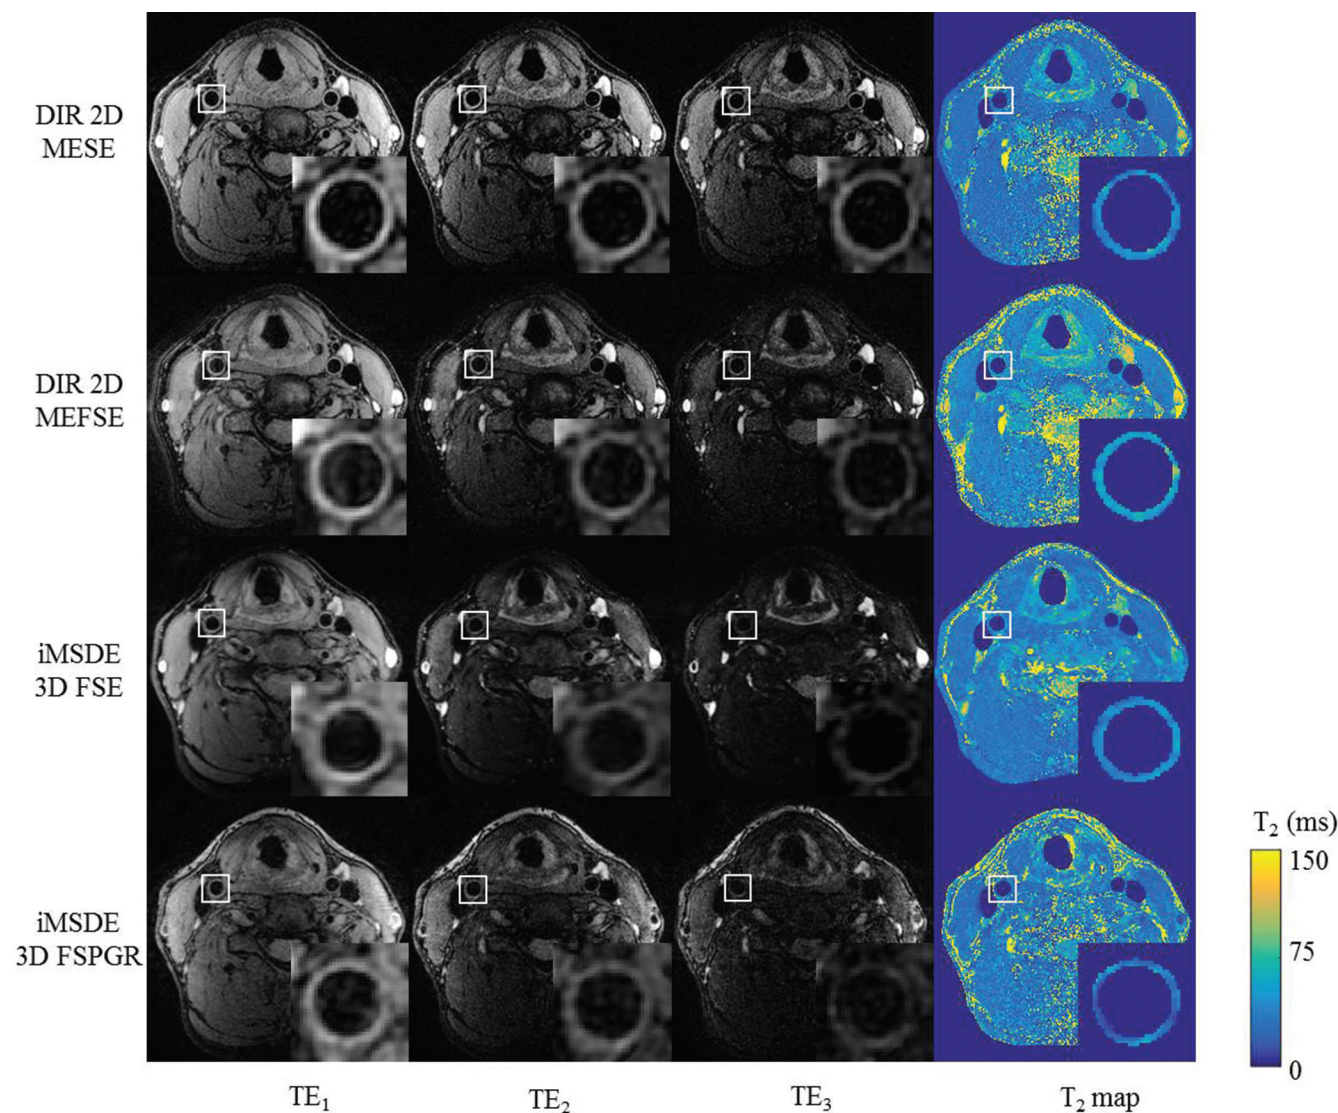 DIR 2D
MESE
DIR 2D
MEFSE
iMSDE
3D FSE
iMSDE
3D FSPGR
T₂ (ms)
150
75
0
TE₁
TE₂
TE₃
T₂ map